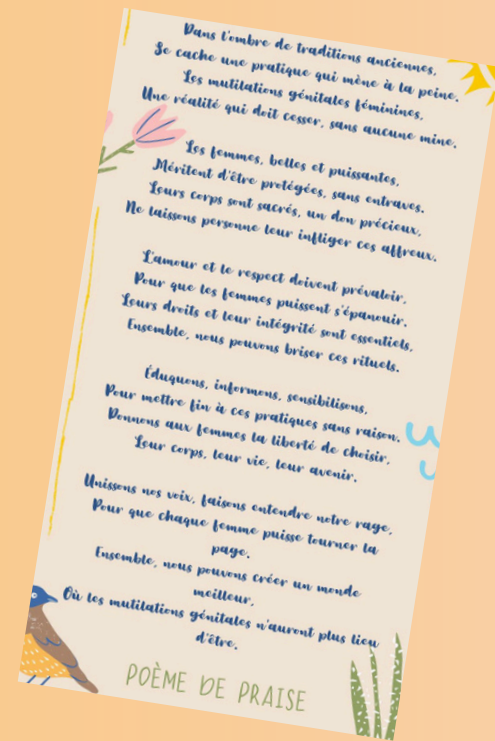 Dans l'ombre de traditions anciennes,
Se cache une pratique qui mène à la peine.
Les mutilations génitales féminines,
Une réalité qui doit cesser, sans aucune mine.
Les femmes, belles et puissantes,
Méritent d'être protégées, sans entraves.
Leurs corps sont sacrés, un don précieux,
Ne laissons personne leur infliger ces affreux.
L'amour et le respect doivent prévaloir,
Pour que les femmes puissent s'épanouir.
Leurs droits et leur intégrité sont essentiels,
Ensemble, nous pouvons briser ces rituels.
Éduquons, informons, sensibilisons,
Pour mettre fin à ces pratiques sans raison.
Donnons aux femmes la liberté de choisir,
Leur corps, leur vie, leur avenir.
Unissons nos voix, faisons entendre notre rage,
Pour que chaque femme puisse tourner la
page.
Ensemble, nous pouvons créer un monde
meilleur,
Où les mutilations génitales n'auront plus lieu
d'être.
POÈME DE PRAISE